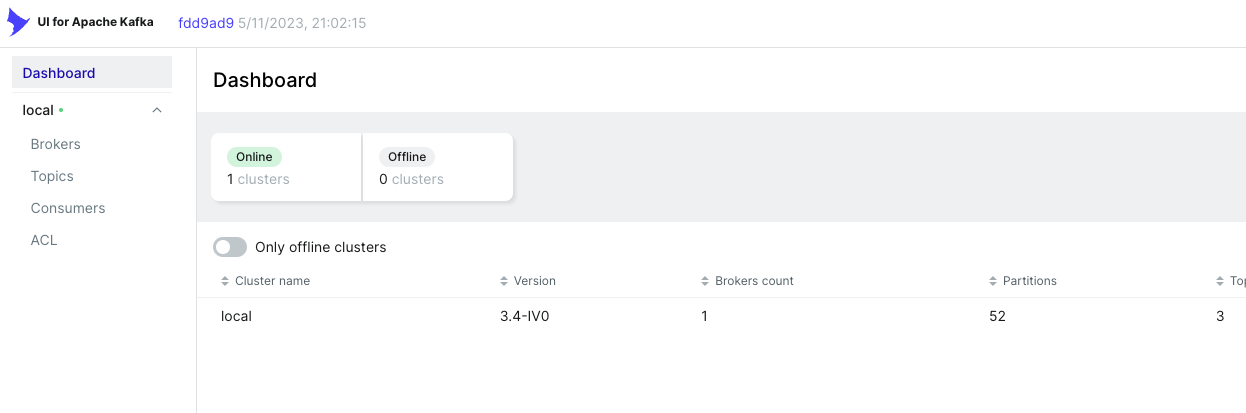 UI for Apache Kafka fdd9ad9 5/11/2023, 21:02:15
Dashboard
local
Brokers
Topics
Consumers
ACL
Dashboard
Online Offline
1 clusters 0 clusters
Only offline clusters
Cluster name Version Brokers count Partitions
local 3.4-IV0 1 52 3